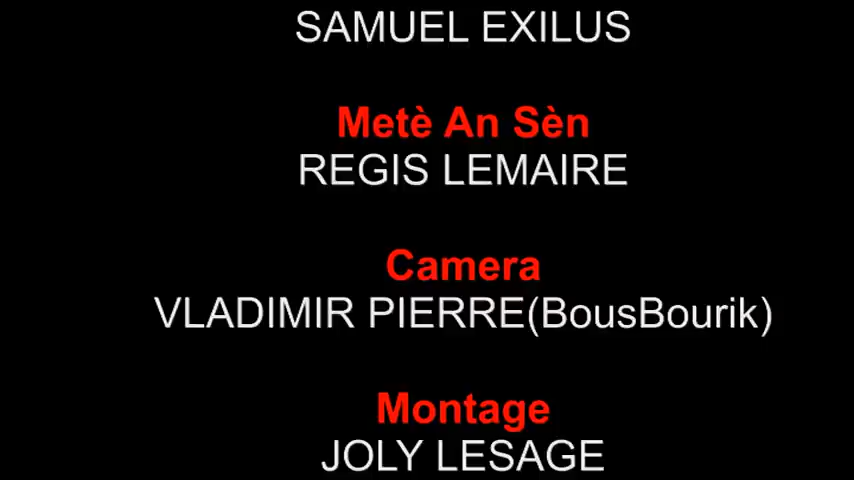 SAMUEL EXILUS
Metè An Sèn
REGIS LEMAIRE
Camera
VLADIMIR PIERRE(BousBourik)
Montage
JOLY LESAGE